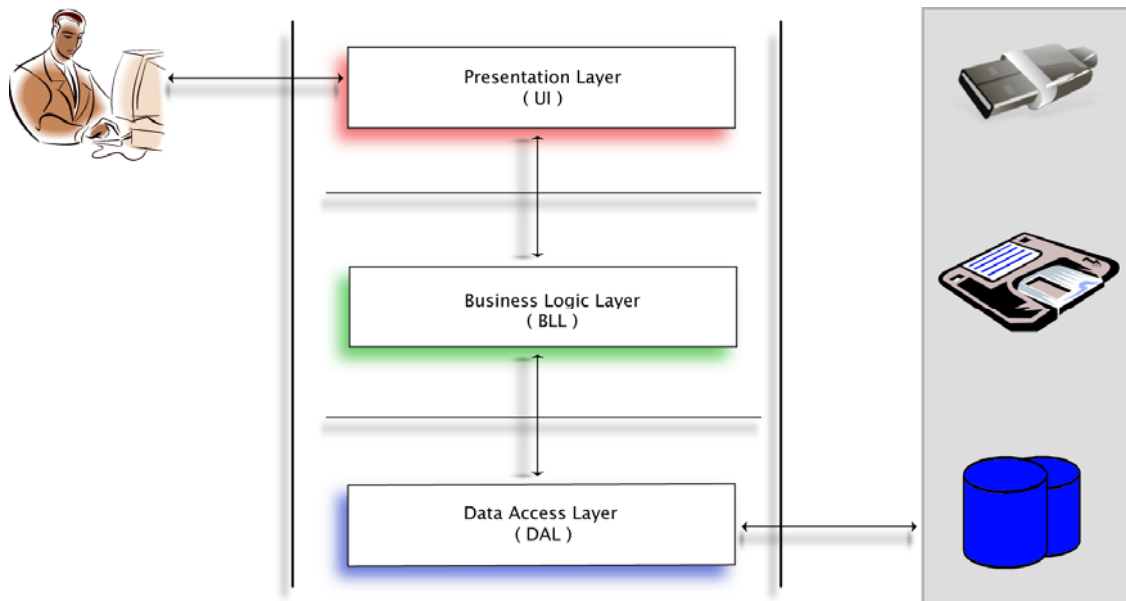 Presentation Layer
( UI )
Business Logic Layer
( BLL )
Data Access Layer
( DAL )